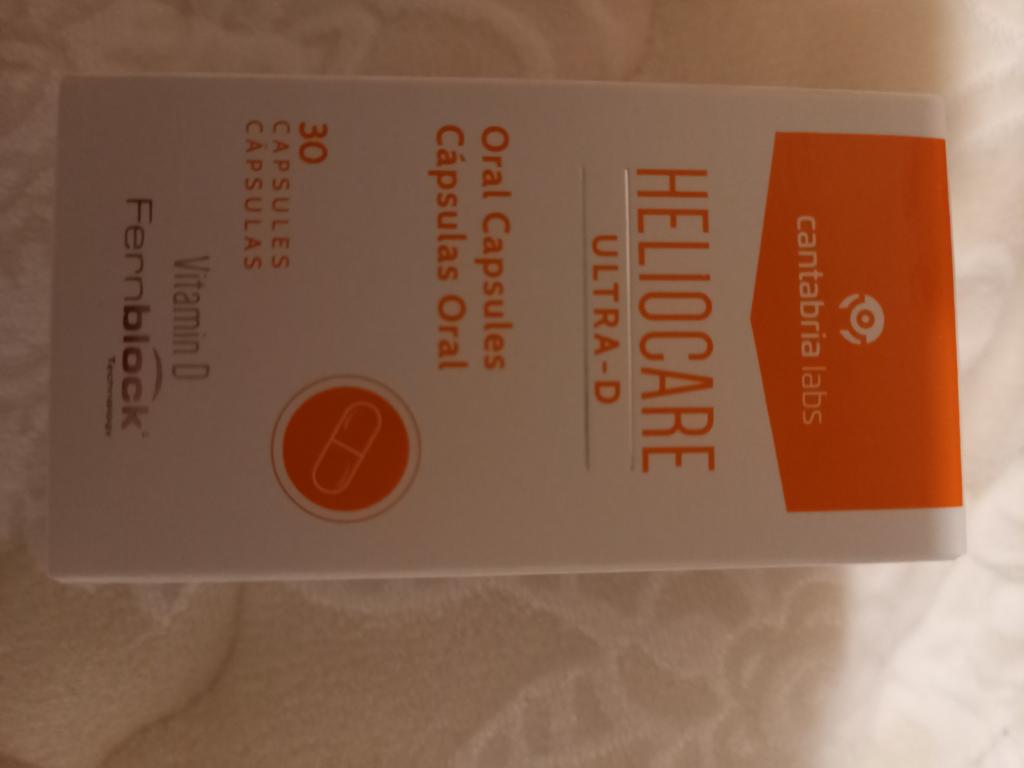 cantabria labs
HELIOCARE
ULTRA-D
Oral Capsules
Cápsulas Oral
30
CAPSULES
CÁPSULAS
Vitamin D
Fernblock